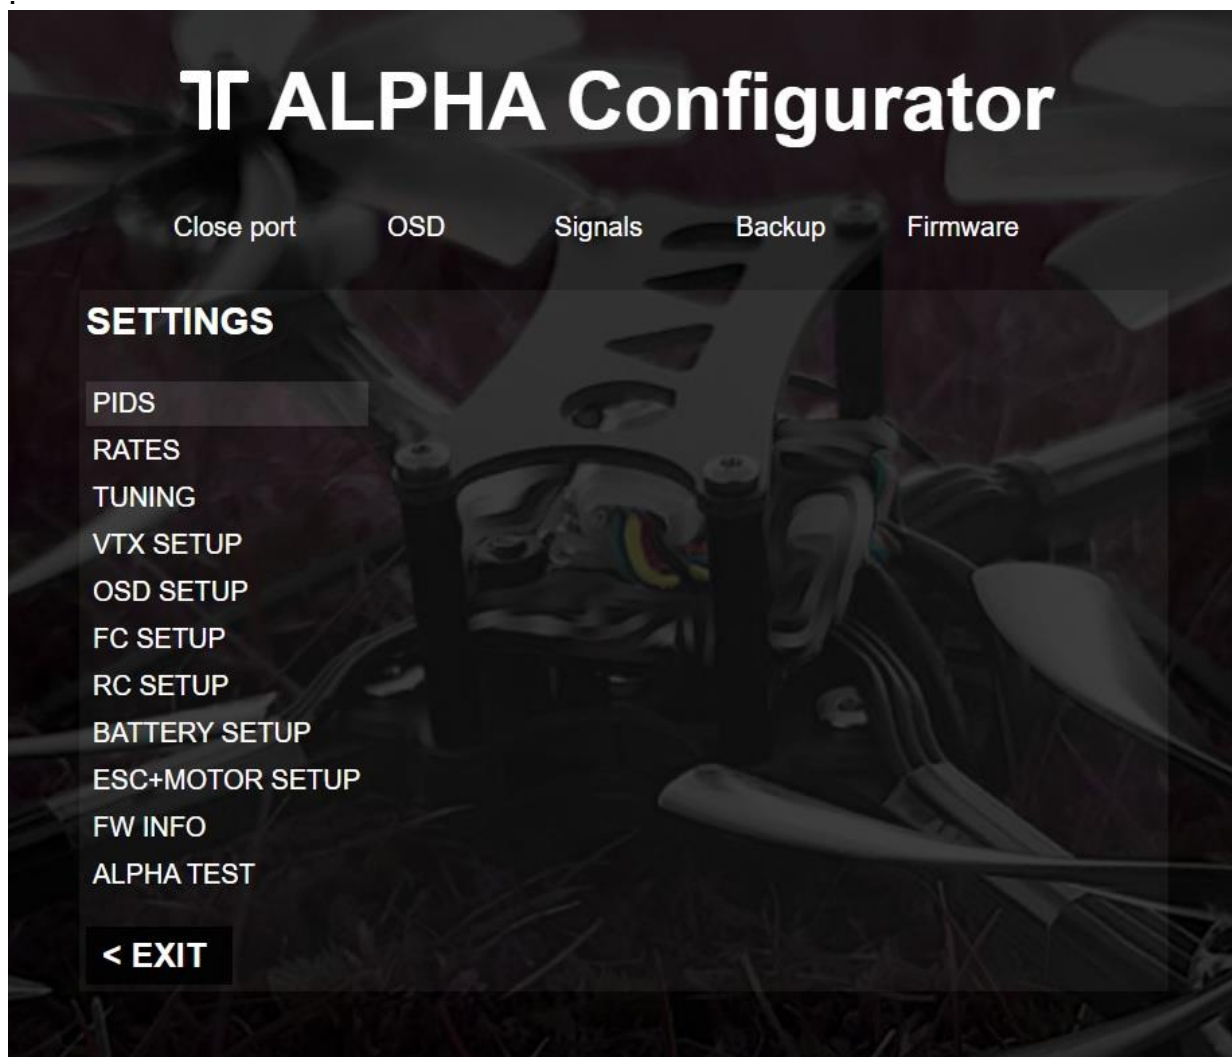 .
ALPHA Configurator
Close port OSD Signals Backup Firmware
SETTINGS
PIDS
RATES
TUNING
VTX SETUP
OSD SETUP
FC SETUP
RC SETUP
BATTERY SETUP
ESC+MOTOR SETUP
FW INFO
ALPHA TEST
< EXIT